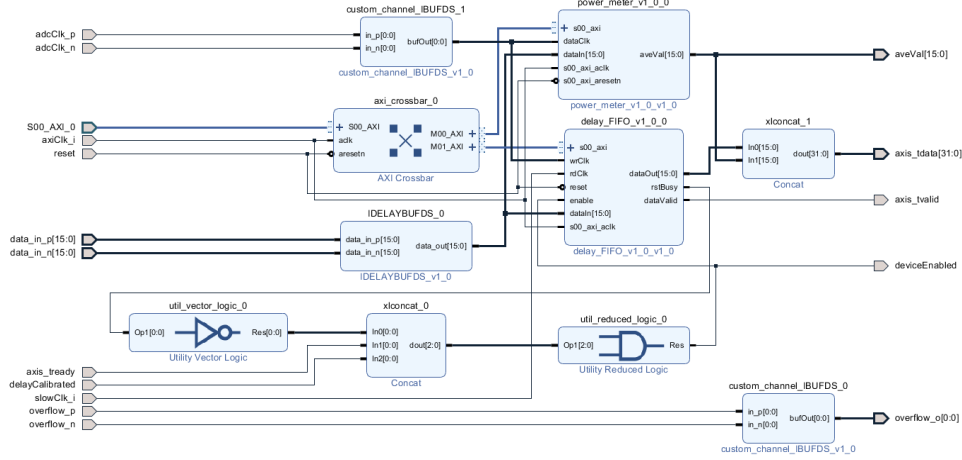 custom_channel_IBUFDS_1
adcClk_p
adcClk_n
in_p[0:0]
in_n[0:0]
bufOut[0:0]
custom_channel_IBUFDS_v1_0
power_meter_v1_0_0
s00_axi
dataClk
dataIn[15:0]
s00_axi_aclk
s00_axi_aresetn
aveVal[15:0]
power_meter_v1_0_v1_0
aveVal[15:0]
axi_crossbar_0
S00_AXI_0
axiClk_i
reset
S00_AXI
aclk
aresetn
M00_AXI
M01_AXI
AXI Crossbar
delay_FIFO_v1_0_0
s00_axi
wrClk
rdClk
reset
enable
dataIn[15:0]
s00_axi_aclk
dataOut[15:0]
rstBusy
dataValid
delay_FIFO_v1_0_v1_0
xlconcat_1
In0[15:0]
In1[15:0]
dout[31:0]
Concat
axis_tdata[31:0]
axis_tvalid
deviceEnabled
IDELAYBUFDS_0
data_in_p[15:0]
data_in_n[15:0]
data_in_p[15:0]
data_in_n[15:0]
data_out[15:0]
IDELAYBUFDS_v1_0
util_vector_logic_0
Op1[0:0]
Res[0:0]
Utility Vector Logic
xlconcat_0
In0[0:0]
In1[0:0]
In2[0:0]
dout[2:0]
Concat
util_reduced_logic_0
Op1[2:0]
Res
Utility Reduced Logic
axis_tready
delayCalibrated
slowClk_i
overflow_p
overflow_n
custom_channel_IBUFDS_0
in_p[0:0]
in_n[0:0]
bufOut[0:0]
custom_channel_IBUFDS_v1_0
overflow_o[0:0]